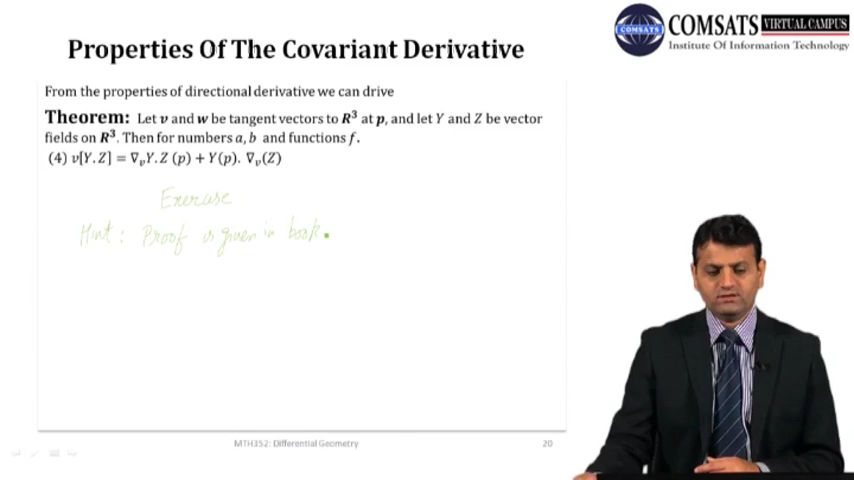 COMSATS VIRTUAL CAMPUS
Institute Of Information Technology
COMSATS
Properties Of The Covariant Derivative
From the properties of directional derivative we can drive
Theorem: Let v and w be tangent vectors to R³ at p, and let Y and Z be vector
fields on R³. Then for numbers a, b and functions f.
(4) v[Y.Z] = ∇ᵥY.Z (p) + Y(p). ∇ᵥ(Z)
Exercise
Hint: Proof is given in book.
MTH352: Differential Geometry
20